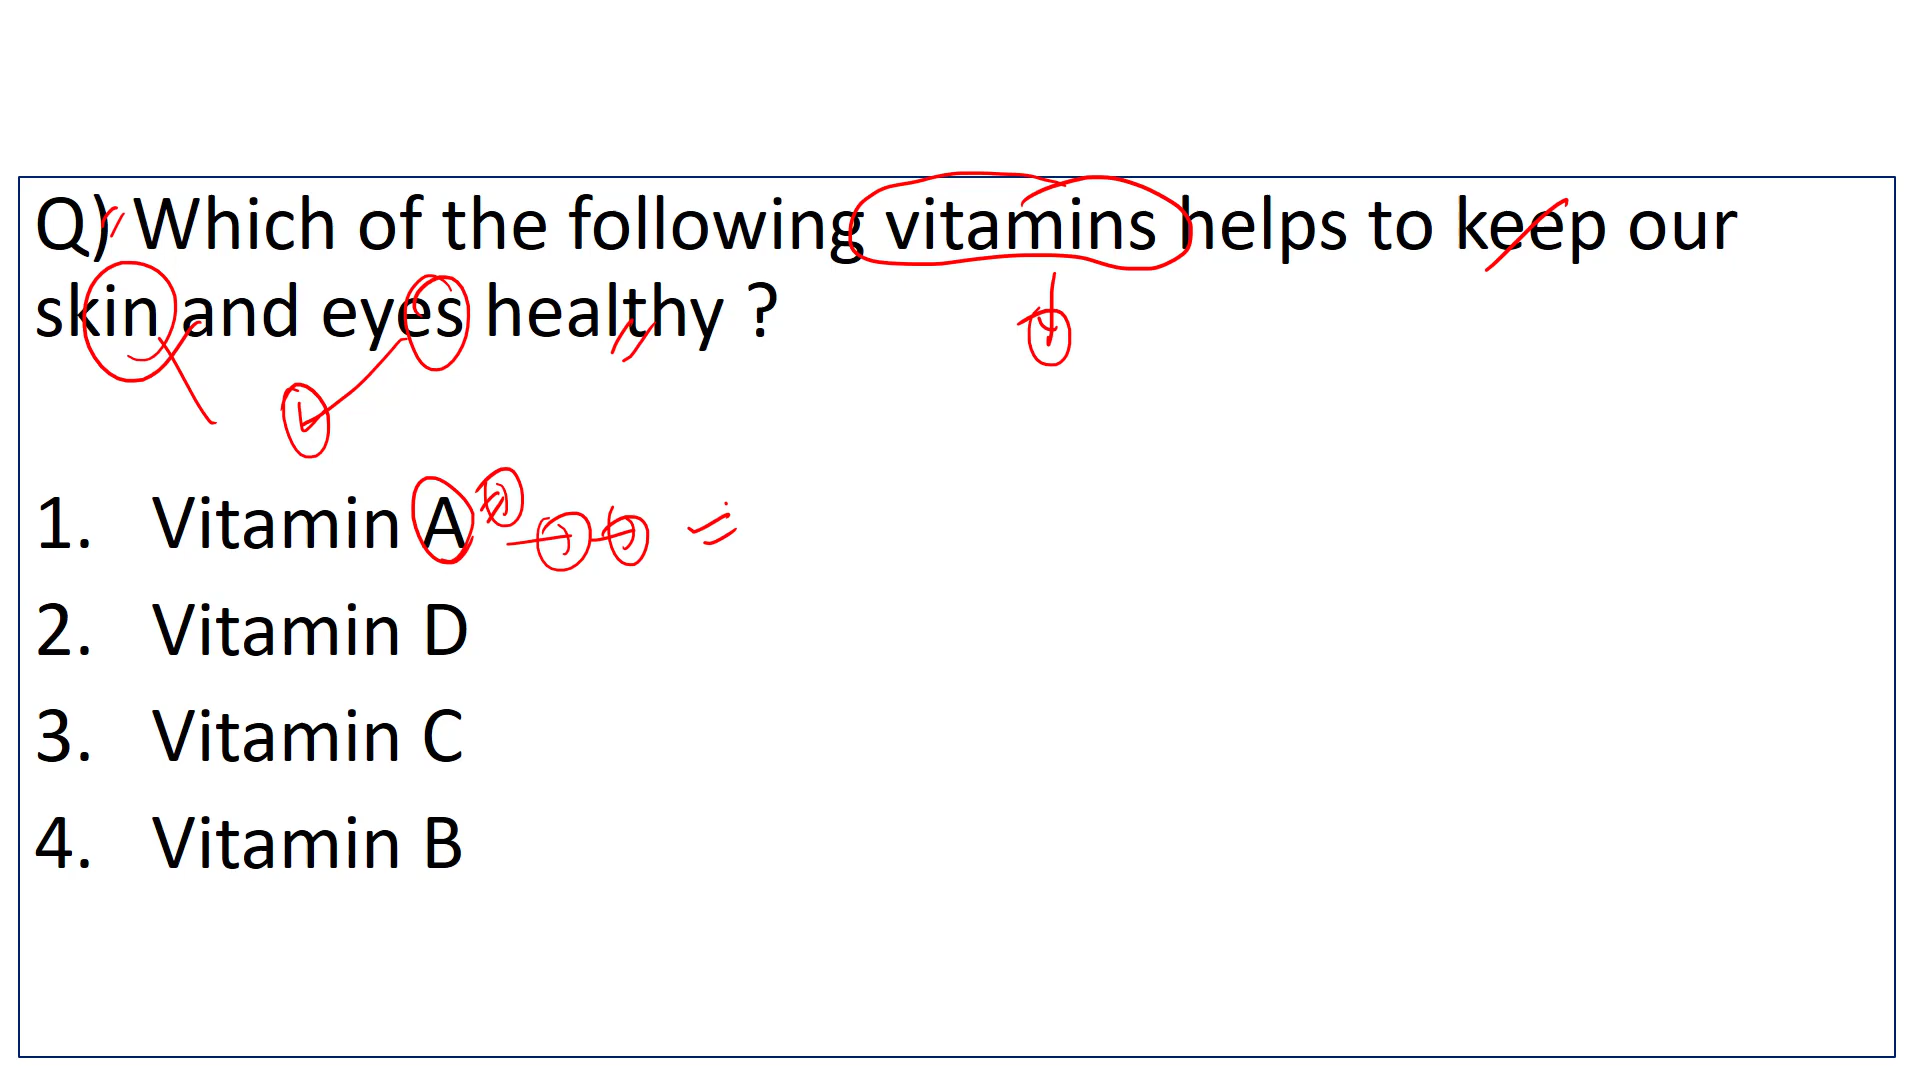 Q) Which of the following vitamins helps to keep our
skin and eyes healthy ?
1. Vitamin A
2. Vitamin D
3. Vitamin C
4. Vitamin B